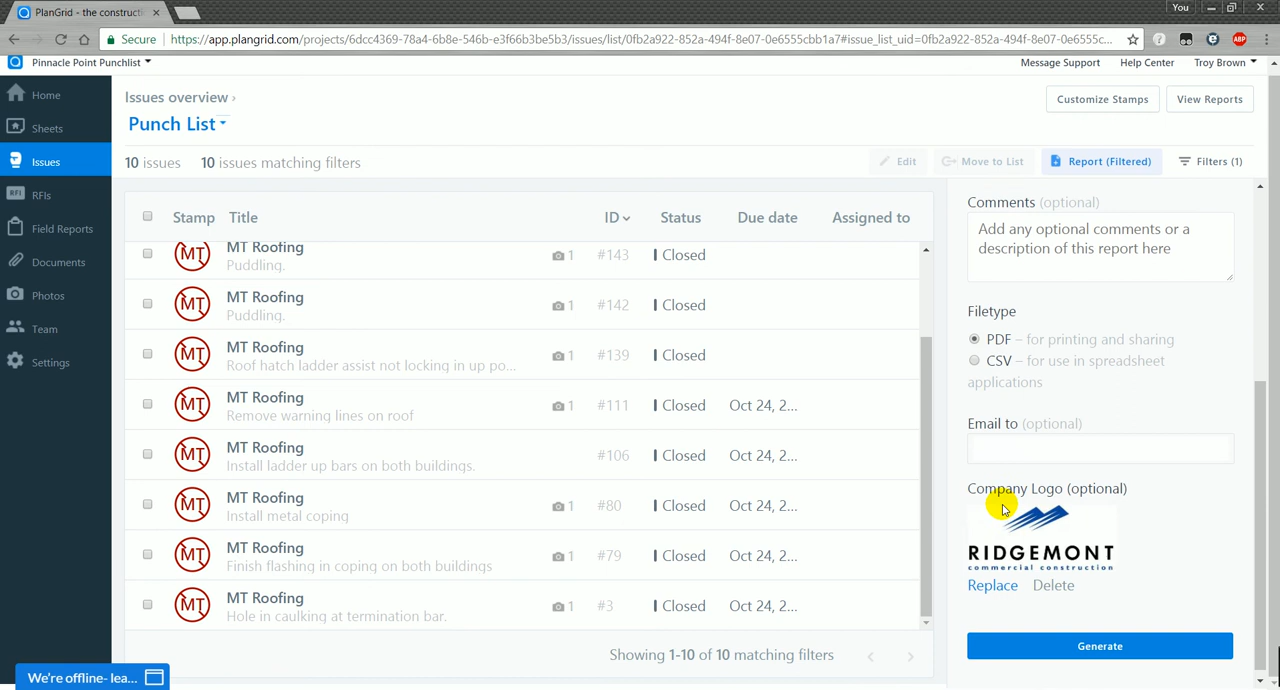 You
PlanGrid - the constructi
Secure
https://app.plangrid.com/projects/6dcc4369-78a4-6b8e-546b-e3f66b3be5b3/issues/list/0fb2a922-852a-494f-8e07-0e6555cbb1a7#issue_list_uid=0fb2a922-852a-494f-8e07-0e6555c...
ABP
Pinnacle Point Punchlist
Message Support
Help Center
Troy Brown
Home
Sheets
Issues
RFI
RFIs
Field Reports
Documents
Photos
Team
Settings
Issues overview ›
Punch List
Customize Stamps
View Reports
10 issues
10 issues matching filters
Edit
Move to List
Report (Filtered)
Filters (1)
Stamp Title ID Status Due date Assigned to
MT MT Roofing 1 #143 Closed
Puddling.
MT MT Roofing 1 #142 Closed
Puddling.
MT MT Roofing 1 #139 Closed
Roof hatch ladder assist not locking in up po...
MT MT Roofing 1 #111 Closed Oct 24, 2...
Remove warning lines on roof
MT MT Roofing #106 Closed Oct 24, 2...
Install ladder up bars on both buildings.
MT MT Roofing 1 #80 Closed Oct 24, 2...
Install metal coping
MT MT Roofing 1 #79 Closed Oct 24, 2...
Finish flashing in coping on both buildings
MT MT Roofing 1 #3 Closed Oct 24, 2...
Hole in caulking at termination bar.
Showing 1-10 of 10 matching filters
Comments (optional)
Add any optional comments or a
description of this report here
Filetype
PDF – for printing and sharing
CSV – for use in spreadsheet
applications
Email to (optional)
Company Logo (optional)
RIDGEMONT
commercial construction
Replace Delete
Generate
We're offline- lea...